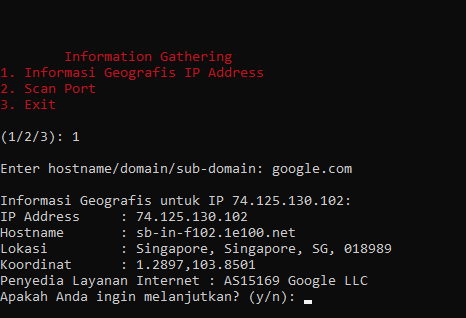 Information Gathering
1. Informasi Geografis IP Address
2. Scan Port
3. Exit
(1/2/3): 1
Enter hostname/domain/sub-domain: google.com
Informasi Geografis untuk IP 74.125.130.102:
IP Address : 74.125.130.102
Hostname : sb-in-f102.1e100.net
Lokasi : Singapore, Singapore, SG, 018989
Koordinat : 1.2897,103.8501
Penyedia Layanan Internet : AS15169 Google LLC
Apakah Anda ingin melanjutkan? (y/n):